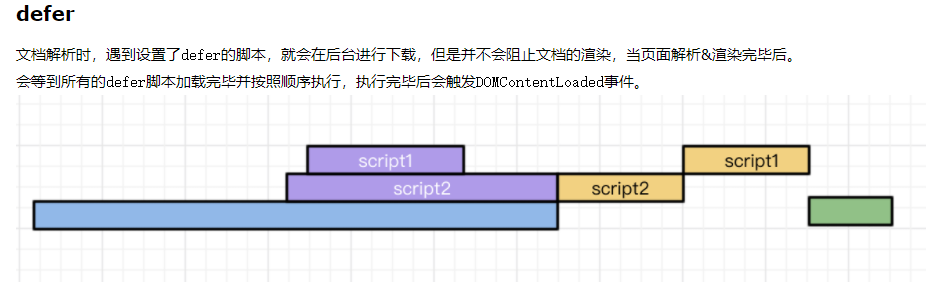 defer
文档解析时，遇到设置了defer的脚本，就会在后台进行下载，但是并不会阻止文档的渲染，当页面解析&渲染完毕后。
会等到所有的defer脚本加载完毕并按照顺序执行，执行完毕后会触发DOMContentLoaded事件。
script1
script1
script2
script2